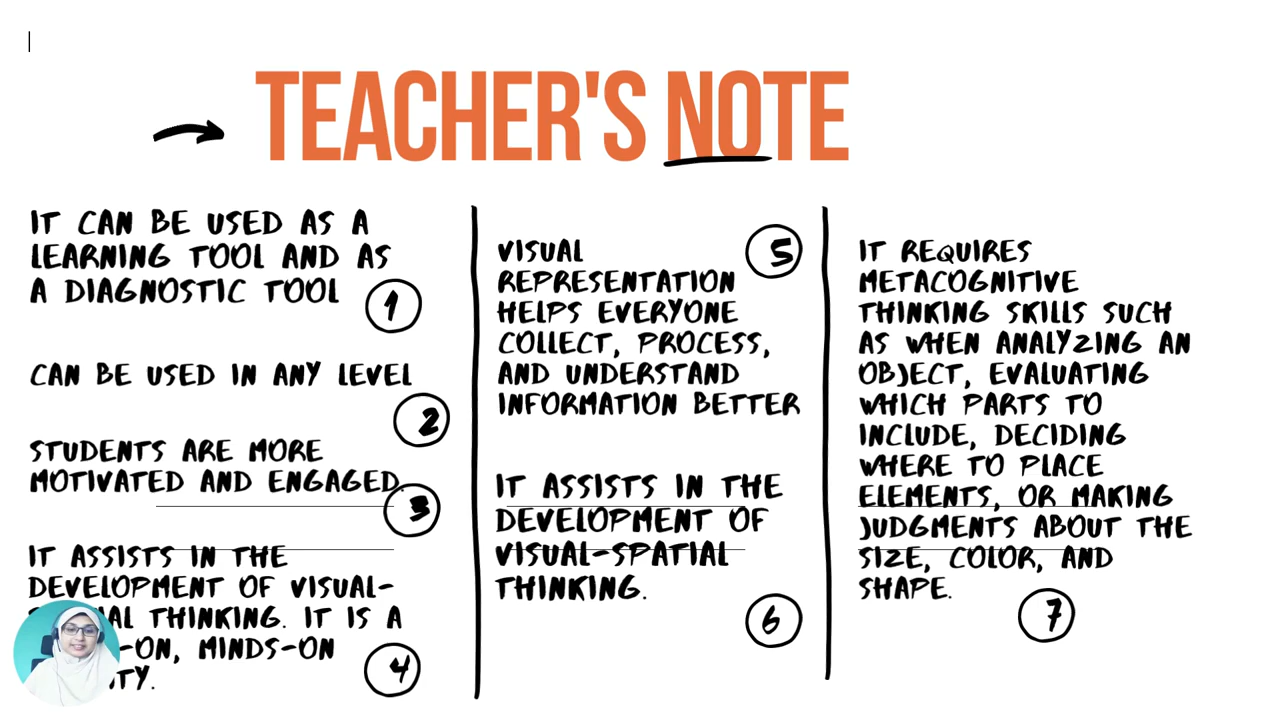 TEACHER'S NOTE
IT CAN BE USED AS A
LEARNING TOOL AND AS
A DIAGNOSTIC TOOL
1
CAN BE USED IN ANY LEVEL
2
STUDENTS ARE MORE
MOTIVATED AND ENGAGED.
3
IT ASSISTS IN THE
DEVELOPMENT OF VISUAL-
THINKING. IT IS A
-ON, MINDS-ON
4
VISUAL
REPRESENTATION
HELPS EVERYONE
COLLECT, PROCESS,
AND UNDERSTAND
INFORMATION BETTER
5
IT ASSISTS IN THE
DEVELOPMENT OF
VISUAL-SPATIAL
THINKING.
6
IT REQUIRES
METACOGNITIVE
THINKING SKILLS SUCH
AS WHEN ANALYZING AN
OBJECT, EVALUATING
WHICH PARTS TO
INCLUDE, DECIDING
WHERE TO PLACE
ELEMENTS, OR MAKING
JUDGMENTS ABOUT THE
SIZE, COLOR, AND
SHAPE.
7